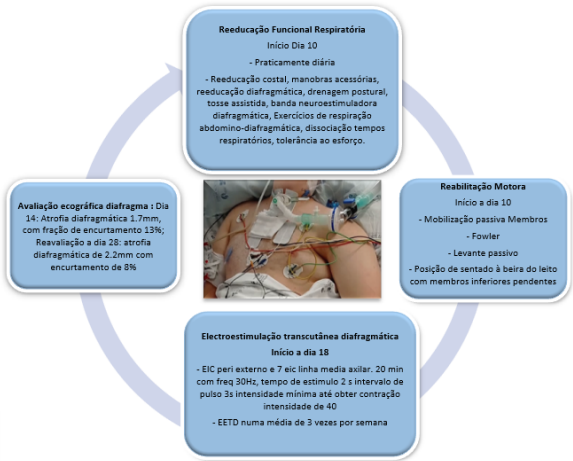 Reeducação Funcional Respiratória
Início Dia 10
- Praticamente diária
- Reeducação costal, manobras acessórias,
reeducação diafragmática, drenagem postural,
tosse assistida, banda neuroestimuladora
diafragmática, Exercícios de respiração
abdomino-diafragmática, dissociação tempos
respiratórios, tolerância ao esforço.
Avaliação ecográfica diafragma : Dia
14: Atrofia diafragmática 1.7mm,
com fração de encurtamento 13%;
Reavaliação a dia 28: atrofia
diafragmática de 2.2mm com
encurtamento de 8%
Reabilitação Motora
Início a dia 10
- Mobilização passiva Membros
- Fowler
- Levante passivo
- Posição de sentado à beira do leito
com membros inferiores pendentes
Electroestimulação transcutânea diafragmática
Início a dia 18
- EIC peri externo e 7 eic linha media axilar. 20 min
com freq 30Hz, tempo de estimulo 2 s intervalo de
pulso 3s intensidade mínima até obter contração
intensidade de 40
- EETD numa média de 3 vezes por semana